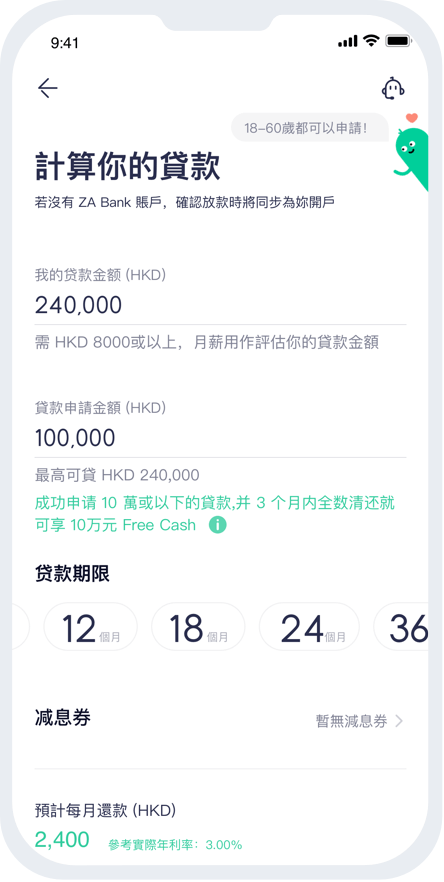 9:41
18-60歲都可以申請！
計算你的貸款
若沒有 ZA Bank 賬戶，確認放款時將同步為妳開戶
我的贷款金额 (HKD)
240,000
需 HKD 8000或以上，月薪用作評估你的貸款金額
貸款申請金額 (HKD)
100,000
最高可貸 HKD 240,000
成功申请 10 萬或以下的貸款,并 3 个月内全数清还就
可享 10万元 Free Cash
贷款期限
12個月 18個月 24個月 36
减息券
暫無減息券
預計每月還款 (HKD)
2,400 參考實際年利率：3.00%